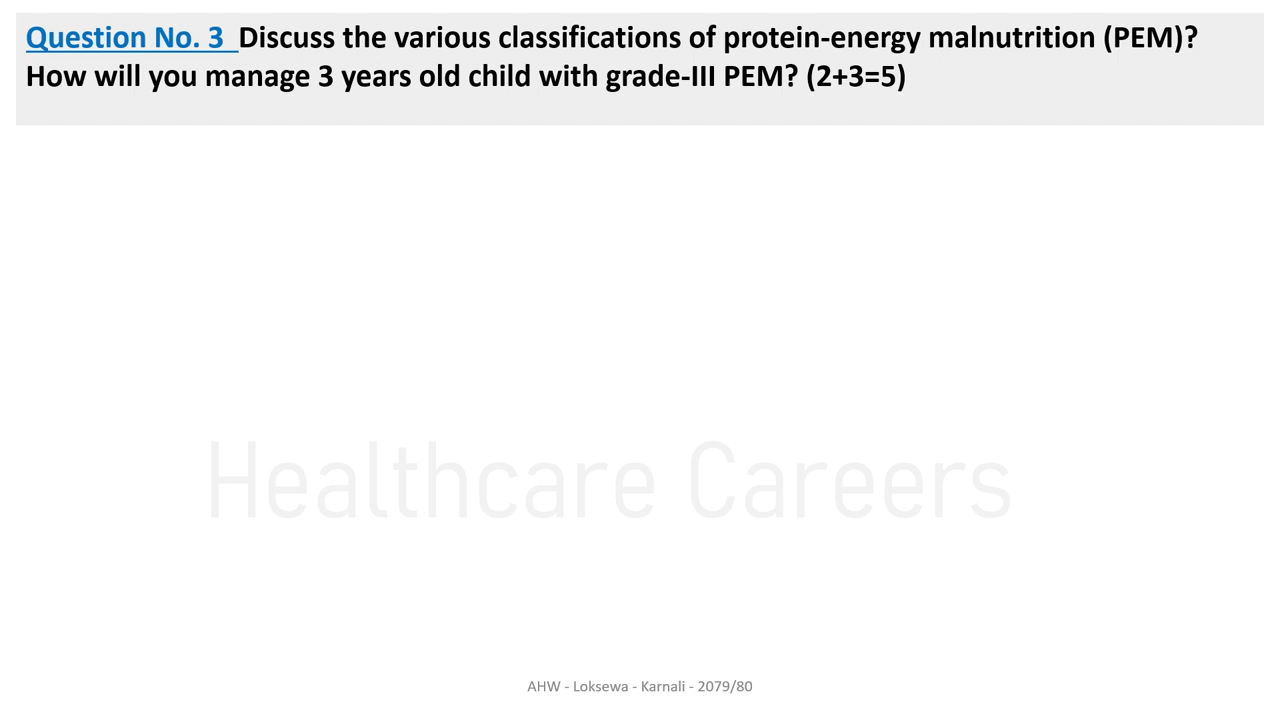 Question No. 3 Discuss the various classifications of protein-energy malnutrition (PEM)?
How will you manage 3 years old child with grade-III PEM? (2+3=5)
Healthcare Careers
AHW - Loksewa - Karnali - 2079/80